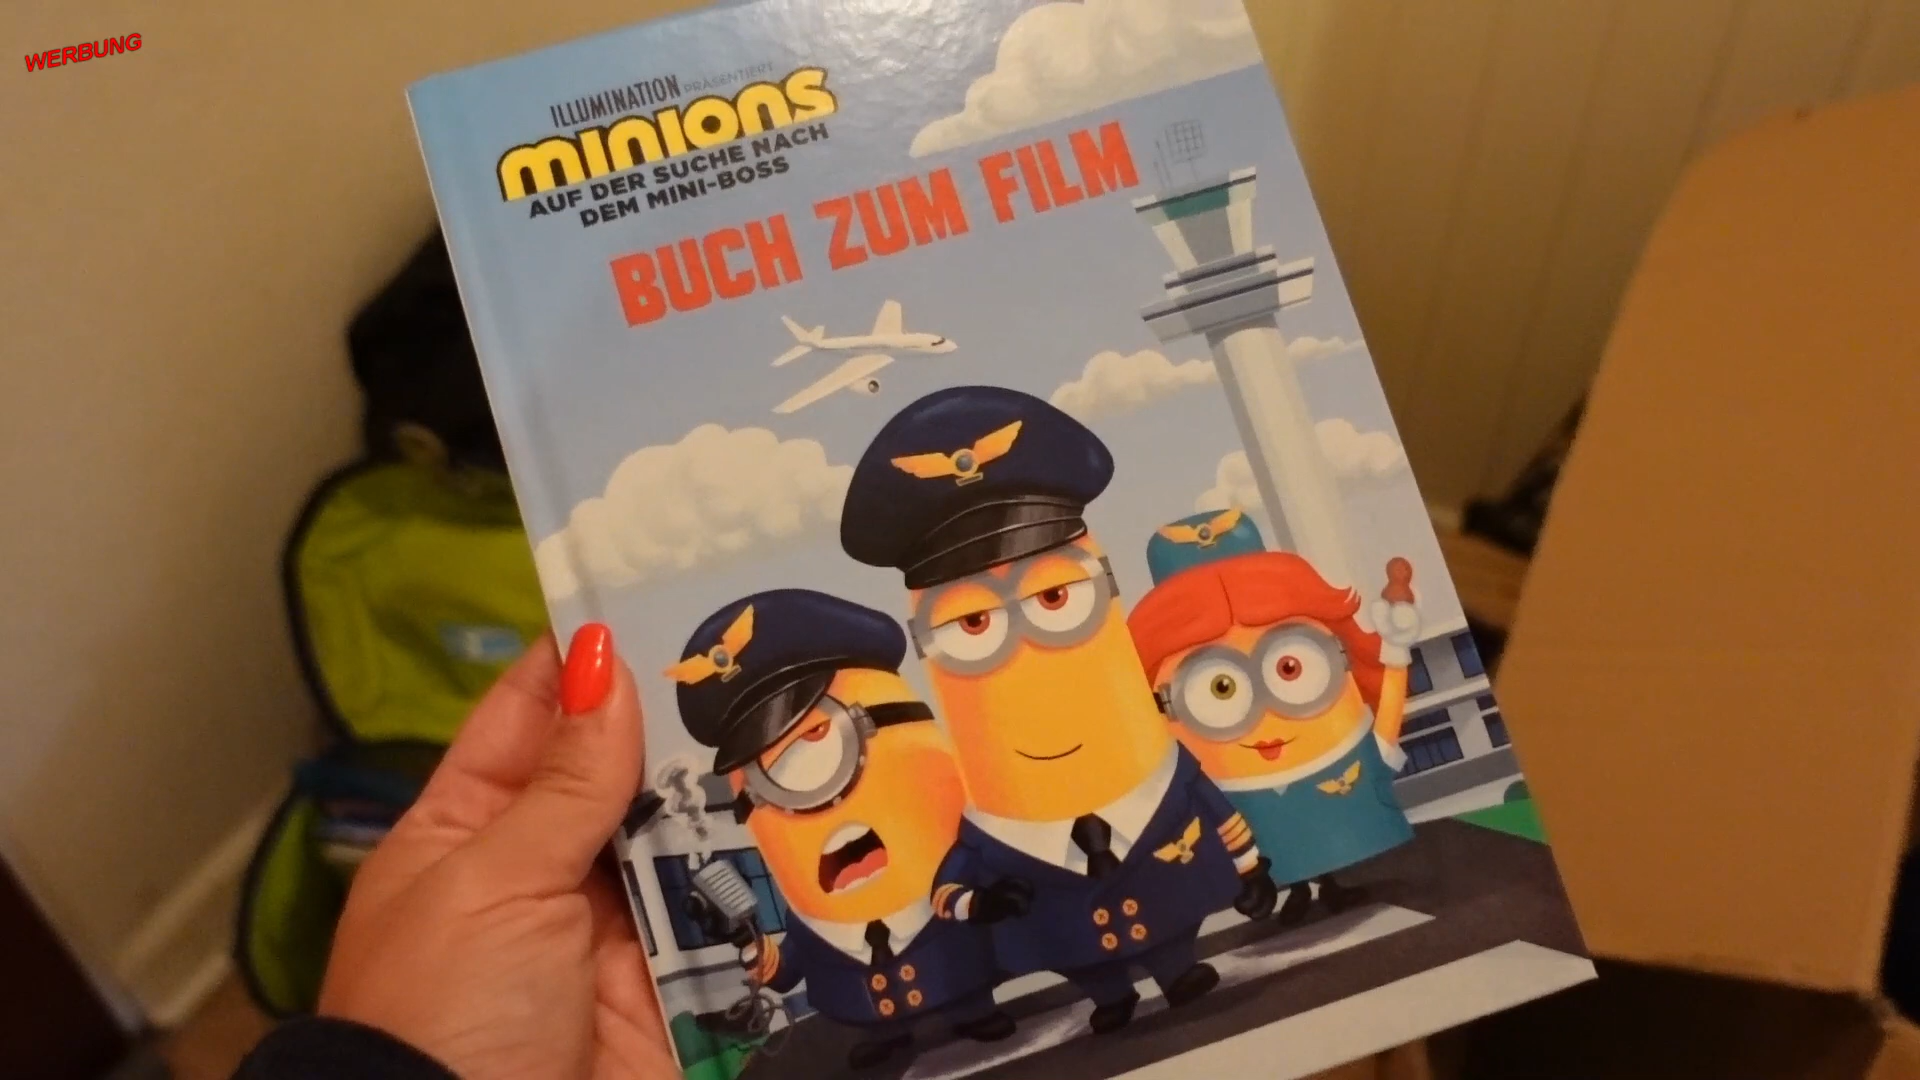 WERBUNG
ILLUMINATION PRÄSENTIERT
minions
AUF DER SUCHE NACH
DEM MINI-BOSS
BUCH ZUM FILM